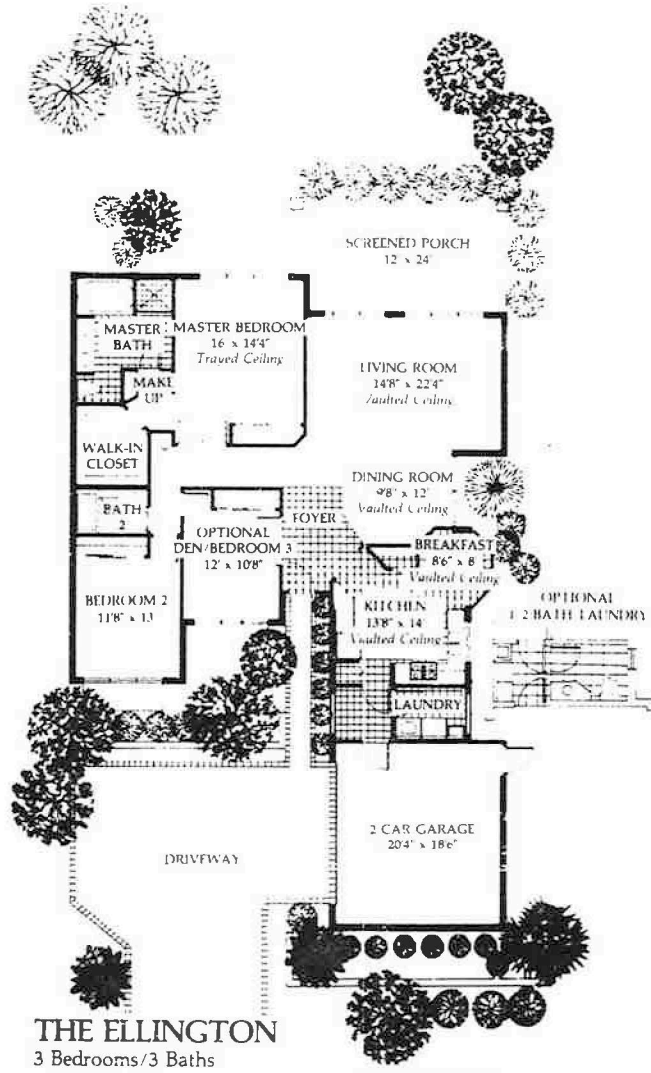 SCREENED PORCH
12' x 24'
MASTER
BATH
MASTER BEDROOM
16' x 14'4"
Trayed Ceiling
MAKE
UP
LIVING ROOM
14'8" x 22'4"
Vaulted Ceiling
WALK-IN
CLOSET
DINING ROOM
9'8" x 12'
Vaulted Ceiling
BATH
2
FOYER
OPTIONAL
DEN/BEDROOM 3
12' x 10'8"
BREAKFAST
8'6" x 8'
Vaulted Ceiling
BEDROOM 2
11'8" x 13'
KITCHEN
13'8" x 14'
Vaulted Ceiling
OPTIONAL
1/2 BATH LAUNDRY
LAUNDRY
2 CAR GARAGE
20'4" x 18'6"
DRIVEWAY
THE ELLINGTON
3 Bedrooms/3 Baths